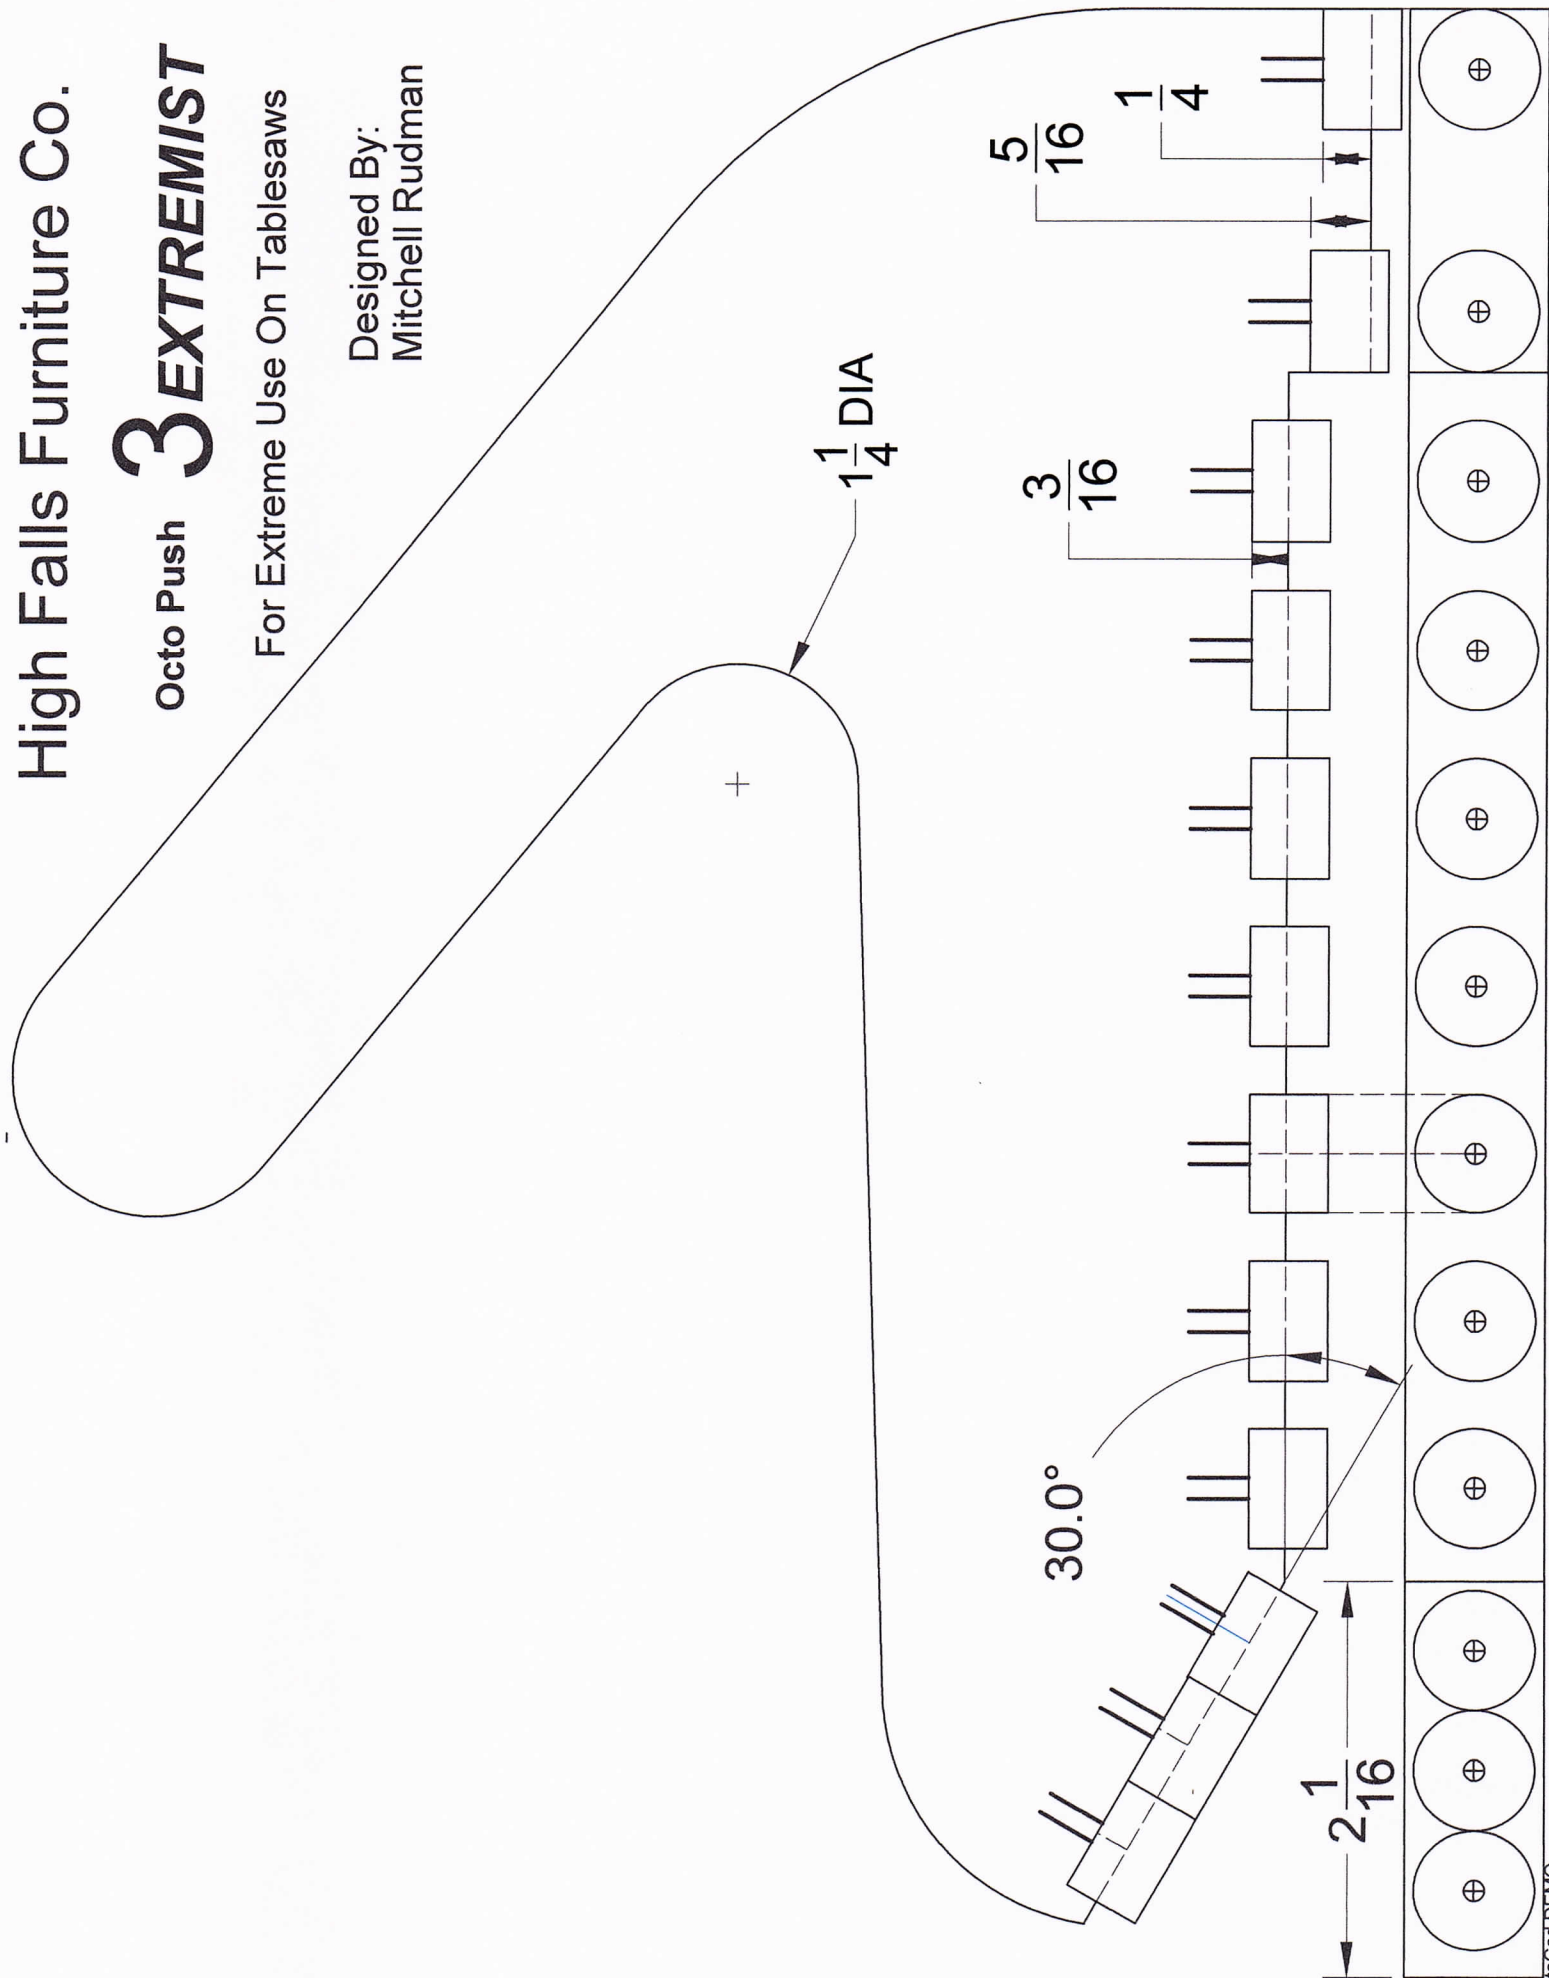 High Falls Furniture Co.
Octo Push 3 EXTREMIST
For Extreme Use On Tablesaws
Designed By:
Mitchell Rudman
1 1/4 DIA
5/16
1/4
3/16
30.0°
2 1/16